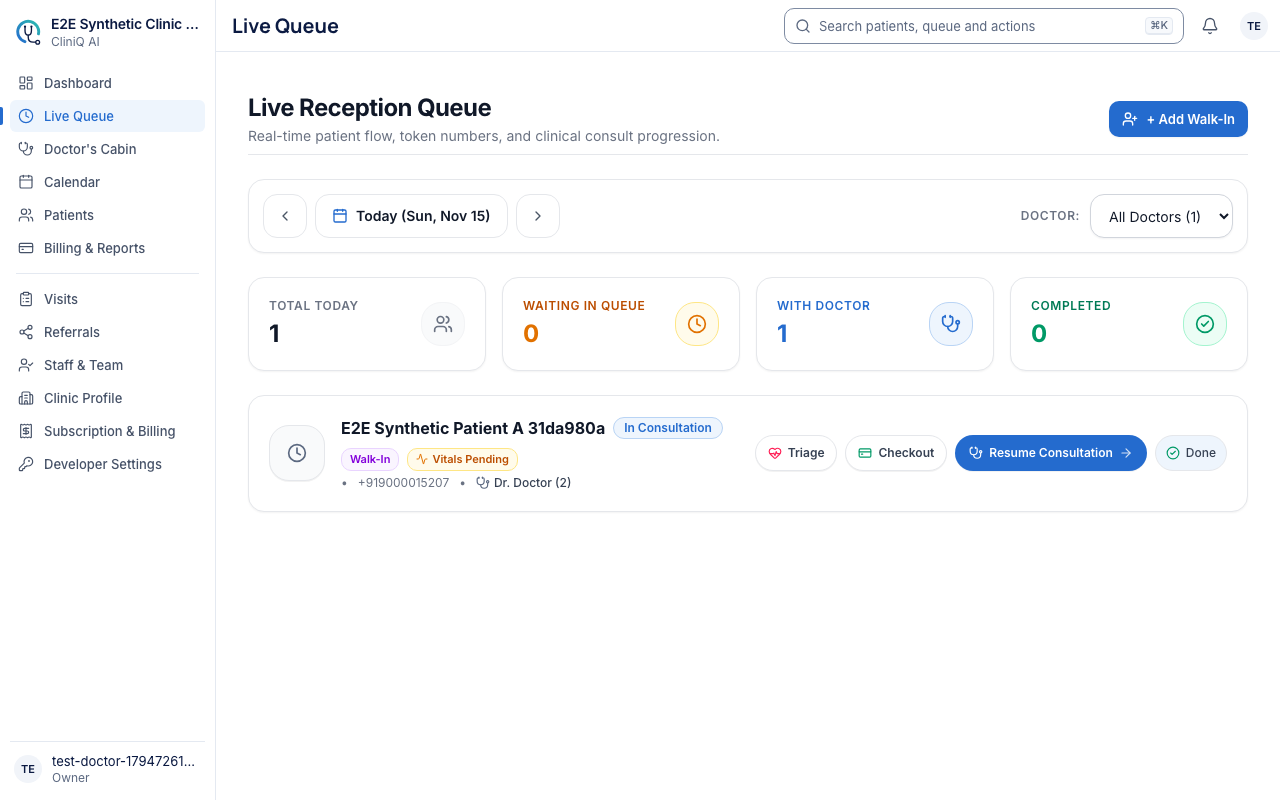 E2E Synthetic Clinic ...
CliniQ AI
Dashboard
Live Queue
Doctor's Cabin
Calendar
Patients
Billing & Reports
Visits
Referrals
Staff & Team
Clinic Profile
Subscription & Billing
Developer Settings
TE
test-doctor-17947261...
Owner
Live Queue
Search patients, queue and actions
⌘K
TE
Live Reception Queue
Real-time patient flow, token numbers, and clinical consult progression.
+ Add Walk-In
Today (Sun, Nov 15)
DOCTOR:
All Doctors (1)
TOTAL TODAY
1
WAITING IN QUEUE
0
WITH DOCTOR
1
COMPLETED
0
E2E Synthetic Patient A 31da980a
In Consultation
Walk-In
Vitals Pending
• +919000015207 • Dr. Doctor (2)
Triage
Checkout
Resume Consultation
Done